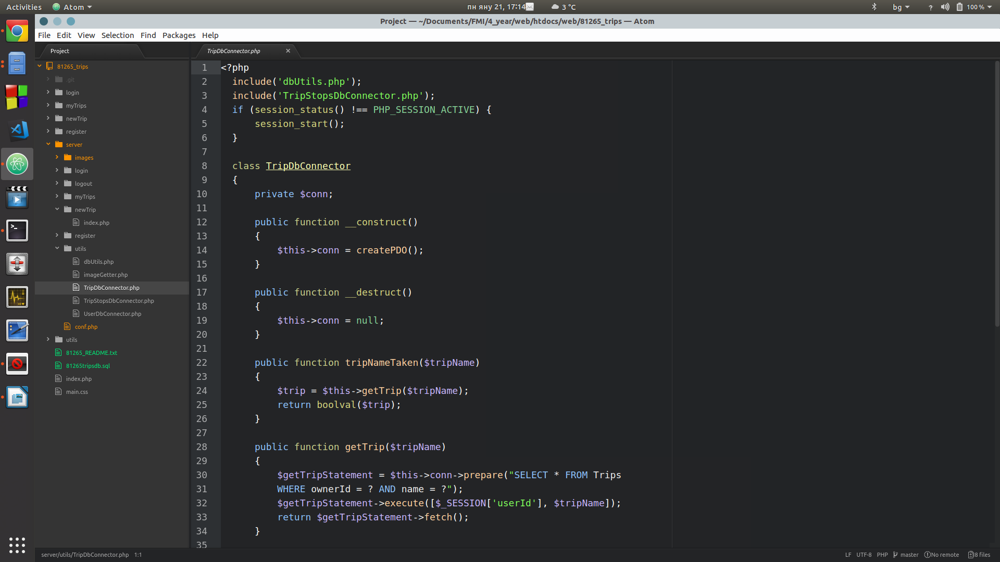 Activities
Atom
пн яну 21, 17:14
3 °C
bg
?
100 %
Project — ~/Documents/FMI/4_year/web/htdocs/web/81265_trips — Atom
File Edit View Selection Find Packages Help
Project
81265_trips
.git
login
myTrips
newTrip
register
server
images
login
logout
myTrips
newTrip
index.php
register
utils
dbUtils.php
imageGetter.php
TripDbConnector.php
TripStopsDbConnector.php
UserDbConnector.php
conf.php
utils
81265_README.txt
81265tripsdb.sql
index.php
main.css
TripDbConnector.php
1 <?php
2 include('dbUtils.php');
3 include('TripStopsDbConnector.php');
4 if (session_status() !== PHP_SESSION_ACTIVE) {
5 session_start();
6 }
7
8 class TripDbConnector
9 {
10 private $conn;
11
12 public function __construct()
13 {
14 $this->conn = createPDO();
15 }
16
17 public function __destruct()
18 {
19 $this->conn = null;
20 }
21
22 public function tripNameTaken($tripName)
23 {
24 $trip = $this->getTrip($tripName);
25 return boolval($trip);
26 }
27
28 public function getTrip($tripName)
29 {
30 $getTripStatement = $this->conn->prepare("SELECT * FROM Trips
31 WHERE ownerId = ? AND name = ?");
32 $getTripStatement->execute([$_SESSION['userId'], $tripName]);
33 return $getTripStatement->fetch();
34 }
35
server/utils/TripDbConnector.php 1:1
LF UTF-8 PHP master No remote 8 files